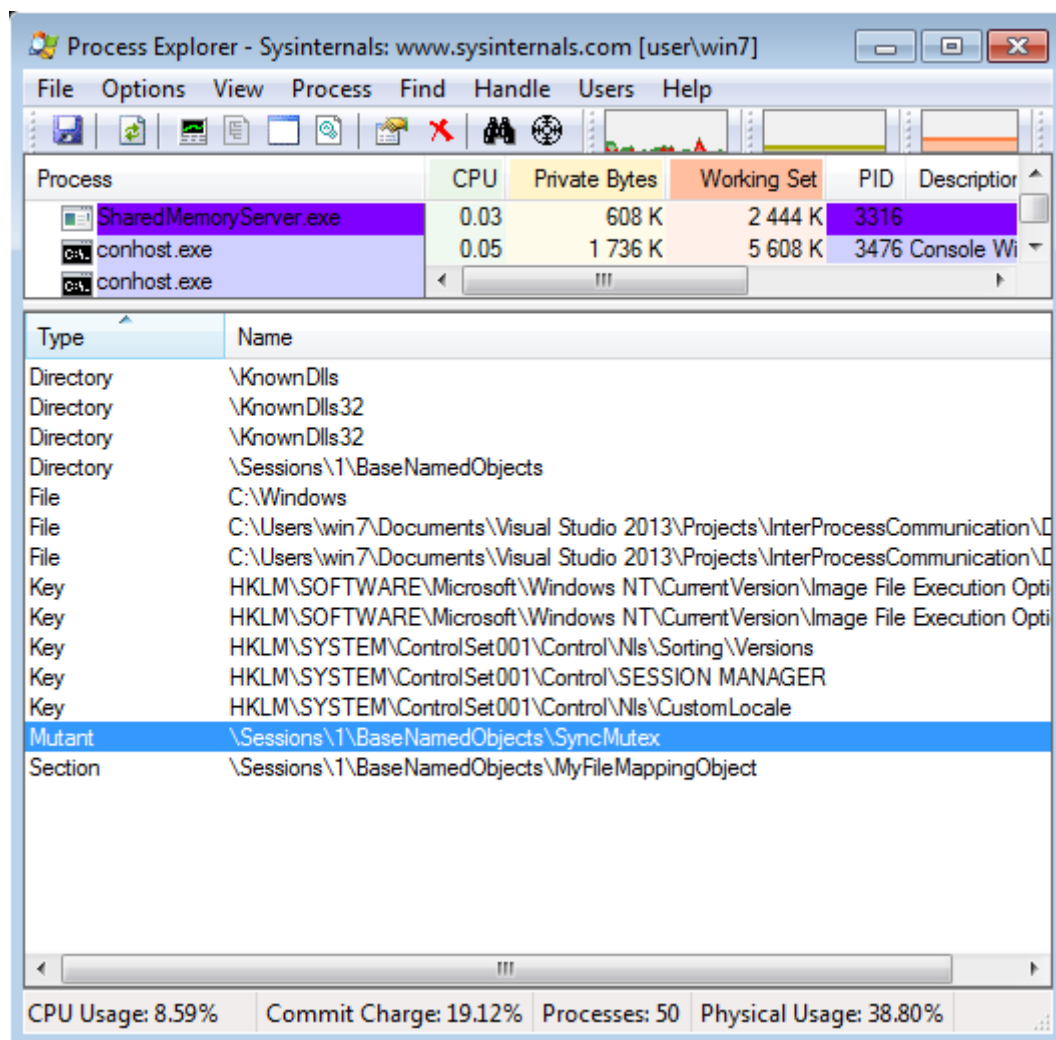 Process Explorer - Sysinternals: www.sysinternals.com [user\win7]
File Options View Process Find Handle Users Help
Process CPU Private Bytes Working Set PID Description
SharedMemoryServer.exe 0.03 608 K 2 444 K 3316
conhost.exe 0.05 1 736 K 5 608 K 3476 Console Wi
conhost.exe
Type Name
Directory \KnownDlls
Directory \KnownDlls32
Directory \KnownDlls32
Directory \Sessions\1\BaseNamedObjects
File C:\Windows
File C:\Users\win7\Documents\Visual Studio 2013\Projects\InterProcessCommunication\D
File C:\Users\win7\Documents\Visual Studio 2013\Projects\InterProcessCommunication\D
Key HKLM\SOFTWARE\Microsoft\Windows NT\CurrentVersion\Image File Execution Opti
Key HKLM\SOFTWARE\Microsoft\Windows NT\CurrentVersion\Image File Execution Opti
Key HKLM\SYSTEM\ControlSet001\Control\Nls\Sorting\Versions
Key HKLM\SYSTEM\ControlSet001\Control\SESSION MANAGER
Key HKLM\SYSTEM\ControlSet001\Control\Nls\CustomLocale
Mutant \Sessions\1\BaseNamedObjects\SyncMutex
Section \Sessions\1\BaseNamedObjects\MyFileMappingObject
CPU Usage: 8.59% Commit Charge: 19.12% Processes: 50 Physical Usage: 38.80%